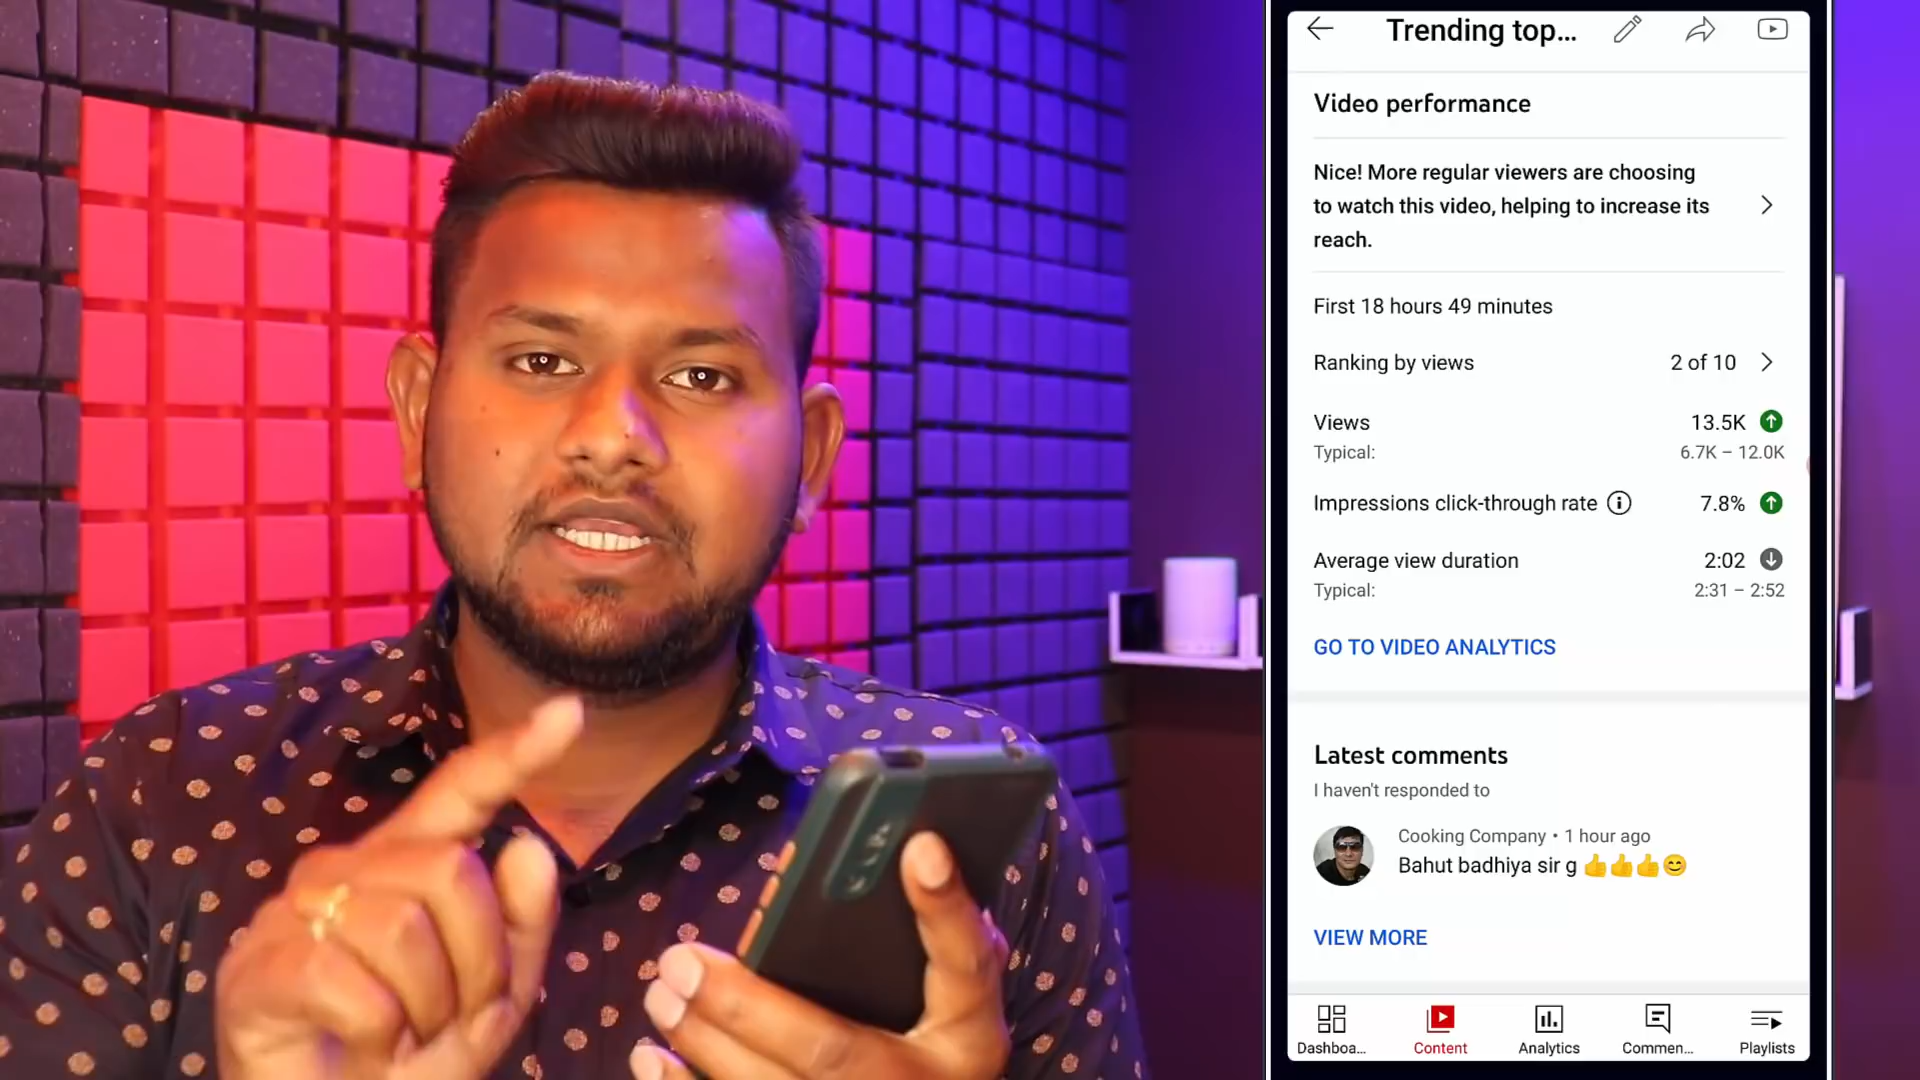 Trending top...
Video performance
Nice! More regular viewers are choosing
to watch this video, helping to increase its
reach.
First 18 hours 49 minutes
Ranking by views 2 of 10
Views 13.5K
Typical: 6.7K – 12.0K
Impressions click-through rate 7.8%
Average view duration 2:02
Typical: 2:31 – 2:52
GO TO VIDEO ANALYTICS
Latest comments
I haven't responded to
Cooking Company • 1 hour ago
Bahut badhiya sir g 👍👍👍😊
VIEW MORE
Dashboa... Content Analytics Commen... Playlists